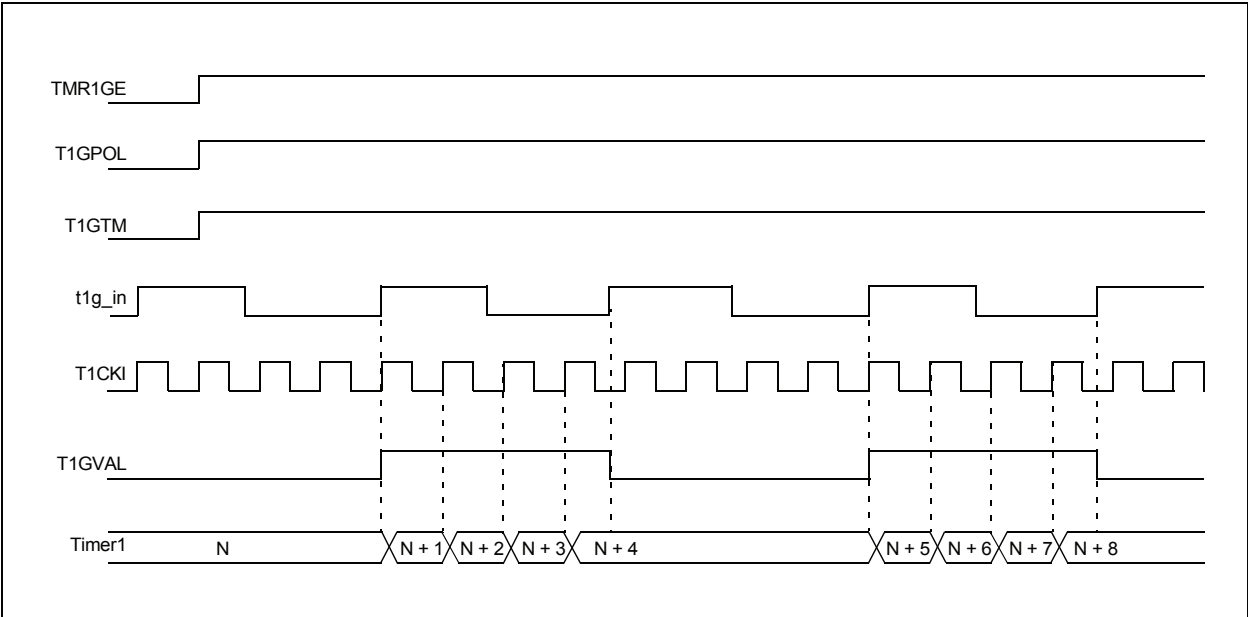 TMR1GE
T1GPOL
T1GTM
t1g_in
T1CKI
T1GVAL
Timer1 N N + 1 N + 2 N + 3 N + 4 N + 5 N + 6 N + 7 N + 8